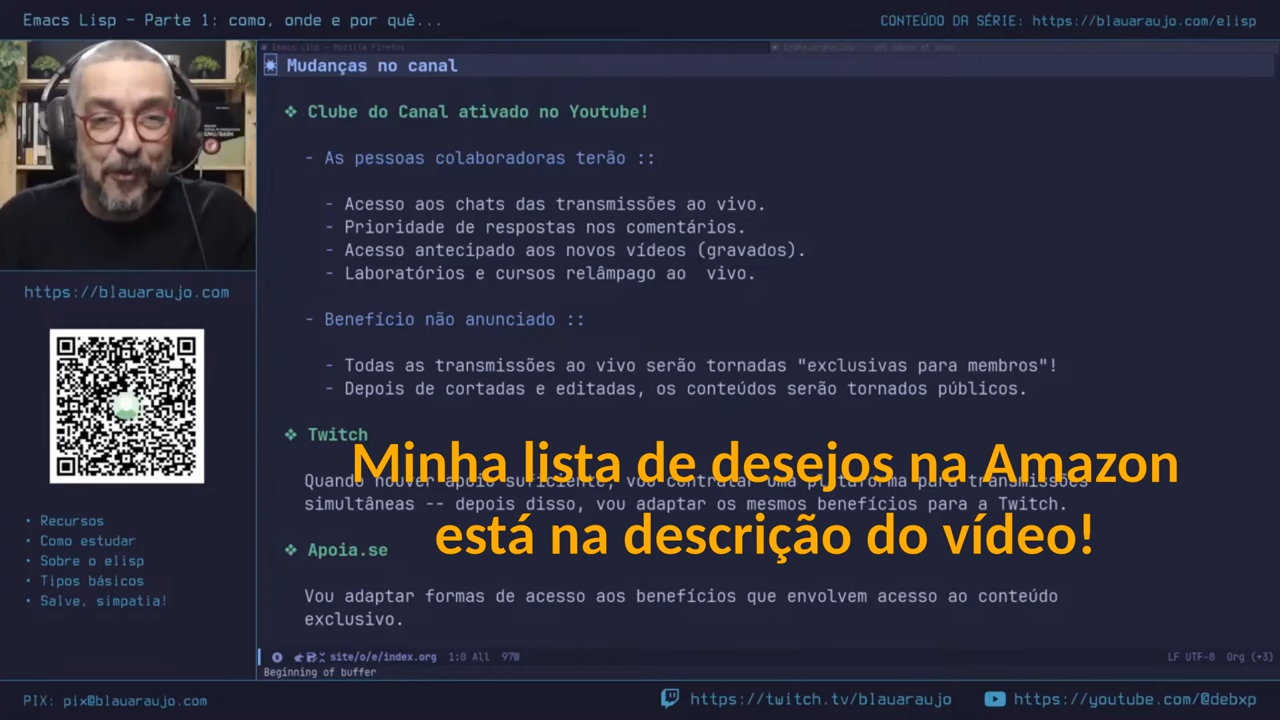 Emacs Lisp - Parte 1: como, onde e por quê...
CONTEÚDO DA SÉRIE: https://blauaraujo.com/elisp
Emacs Lisp — Mozilla Firefox
Mudanças no canal
❖ Clube do Canal ativado no Youtube!
- As pessoas colaboradoras terão ::
- Acesso aos chats das transmissões ao vivo.
- Prioridade de respostas nos comentários.
- Acesso antecipado aos novos vídeos (gravados).
- Laboratórios e cursos relâmpago ao  vivo.
- Benefício não anunciado ::
- Todas as transmissões ao vivo serão tornadas "exclusivas para membros"!
- Depois de cortadas e editadas, os conteúdos serão tornados públicos.
❖ Twitch
Quando houver apoio suficiente, vou contratar uma plataforma para transmissões
simultâneas -- depois disso, vou adaptar os mesmos benefícios para a Twitch.
Minha lista de desejos na Amazon
está na descrição do vídeo!
❖ Apoia.se
Vou adaptar formas de acesso aos benefícios que envolvem acesso ao conteúdo
exclusivo.
site/o/e/index.org 1:0 All 97W
LF UTF-8 Org (+3)
Beginning of buffer
https://blauaraujo.com
• Recursos
• Como estudar
• Sobre o elisp
• Tipos básicos
• Salve, simpatia!
PIX: pix@blauaraujo.com
https://twitch.tv/blauaraujo
https://youtube.com/@debxp